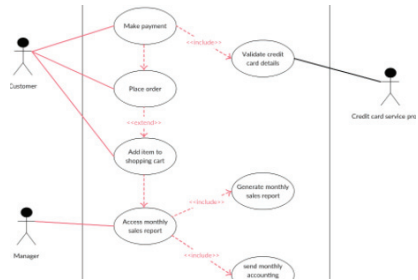 Make payment
<<include>>
Validate credit
card details
Customer
Place order
Credit card service pro
<<extend>>
Add item to
shopping cart
Generate monthly
sales report
<<include>>
Access monthly
sales report
Manager
<<include>>
send monthly
accounting